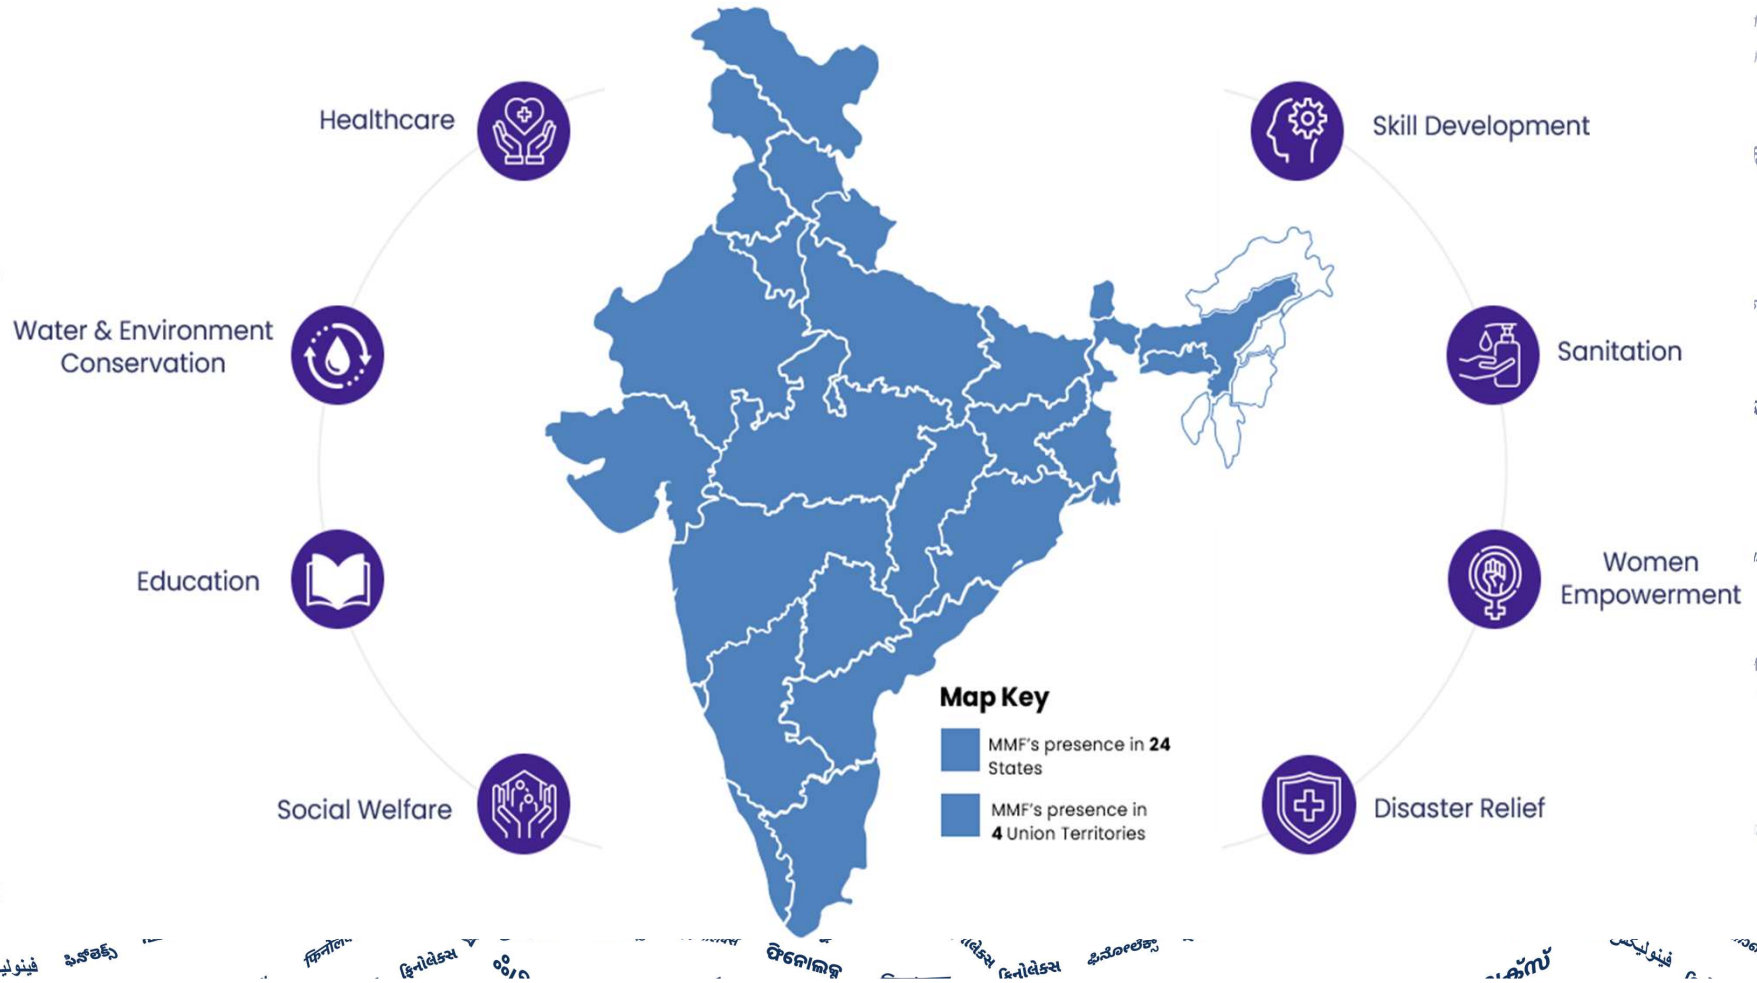 Healthcare
Skill Development
Water & Environment
Conservation
Sanitation
Education
Women
Empowerment
Social Welfare
Disaster Relief
Map Key
MMF's presence in 24
States
MMF's presence in
4 Union Territories
ફિનોલેક્સ
ફિનોલેક્સ
فينوليكس